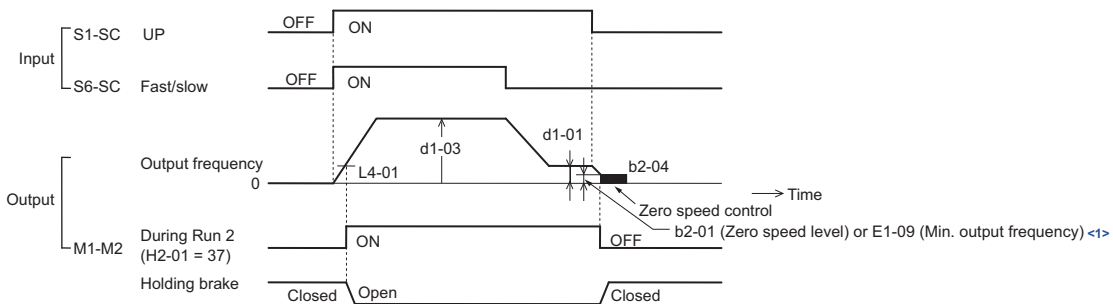 OFF ON
S1-SC UP
Input
OFF ON
S6-SC Fast/slow
d1-01
d1-03
b2-04
Output frequency
L4-01
0
Time
Output
Zero speed control
b2-01 (Zero speed level) or E1-09 (Min. output frequency) <1>
M1-M2 During Run 2 ON OFF
(H2-01 = 37)
Holding brake
Closed Open Closed